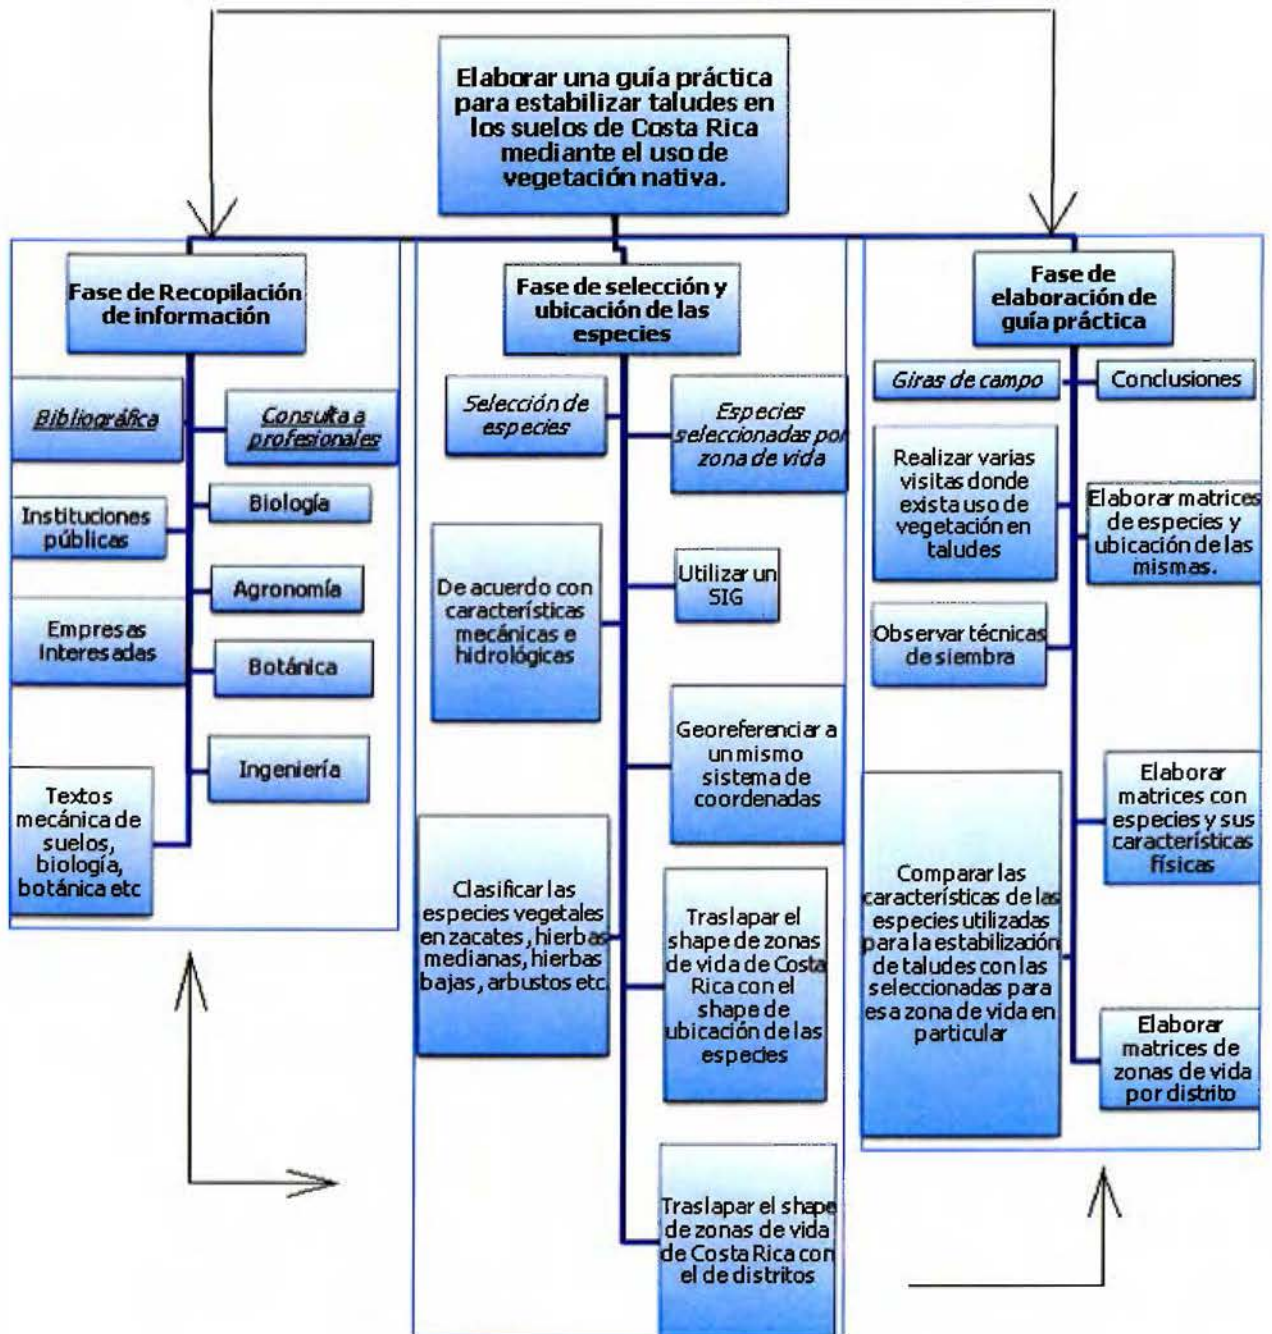 Elaborar una guía práctica
para estabilizar taludes en
los suelos de Costa Rica
mediante el uso de
vegetación nativa.
Fase de Recopilación
de información
Bibliográfica
Consulta a
profesionales
Instituciones
públicas
Biología
Empresas
interesadas
Agronomía
Botánica
Textos
mecánica de
suelos,
biología,
botánica etc
Ingeniería
Fase de selección y
ubicación de las
especies
Selección de
especies
Especies
seleccionadas por
zona de vida
De acuerdo con
características
mecánicas e
hidrológicas
Utilizar un
SIG
Georeferenciar a
un mismo
sistema de
coordenadas
Clasificar las
especies vegetales
en zacates, hierbas
medianas, hierbas
bajas, arbustos etc.
Traslapar el
shape de zonas
de vida de Costa
Rica con el
shape de
ubicación de las
especies
Traslapar el shape
de zonas de vida
de Costa Rica con
el de distritos
Fase de
elaboración de
guía práctica
Giras de campo
Conclusiones
Realizar varias
visitas donde
exista uso de
vegetación en
taludes
Elaborar matrices
de especies y
ubicación de las
mismas.
Observar técnicas
de siembra
Elaborar
matrices con
especies y sus
características
físicas
Comparar las
características de las
especies utilizadas
para la estabilización
de taludes con las
seleccionadas para
esa zona de vida en
particular
Elaborar
matrices de
zonas de vida
por distrito